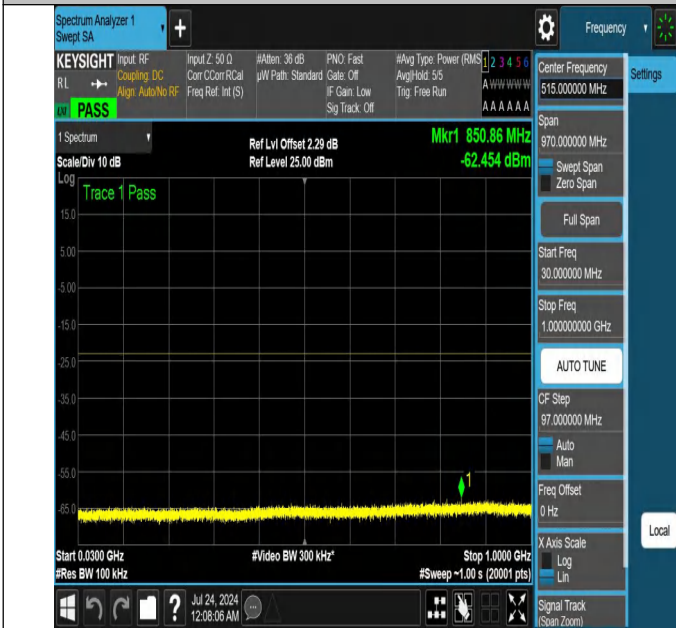 Spectrum Analyzer 1
Swept SA
+
Frequency
KEYSIGHT
RL
PASS
Input: RF
Coupling: DC
Align: Auto/No RF
Input Z: 50 Ω
Corr CCorr RCal
Freq Ref: Int (S)
#Atten: 36 dB
µW Path: Standard
PNO: Fast
Gate: Off
IF Gain: Low
Sig Track: Off
#Avg Type: Power (RMS
Avg|Hold: 5/5
Trig: Free Run
1 2 3 4 5 6
A W W W W W
A A A A A A
Center Frequency
515.000000 MHz
Settings
Span
970.000000 MHz
Swept Span
Zero Span
Full Span
Start Freq
30.000000 MHz
Stop Freq
1.000000000 GHz
AUTO TUNE
CF Step
97.000000 MHz
Auto
Man
Freq Offset
0 Hz
X Axis Scale
Log
Lin
Signal Track
(Span Zoom)
Local
1 Spectrum
Scale/Div 10 dB
Log
Ref Lvl Offset 2.29 dB
Ref Level 25.00 dBm
Mkr1 850.86 MHz
-62.454 dBm
Trace 1 Pass
15.0
5.00
-5.00
-15.0
-25.0
-35.0
-45.0
-55.0
-65.0
1
Start 0.0300 GHz
#Res BW 100 kHz
#Video BW 300 kHz*
Stop 1.0000 GHz
#Sweep ~1.00 s (20001 pts)
?
Jul 24, 2024
12:08:06 AM